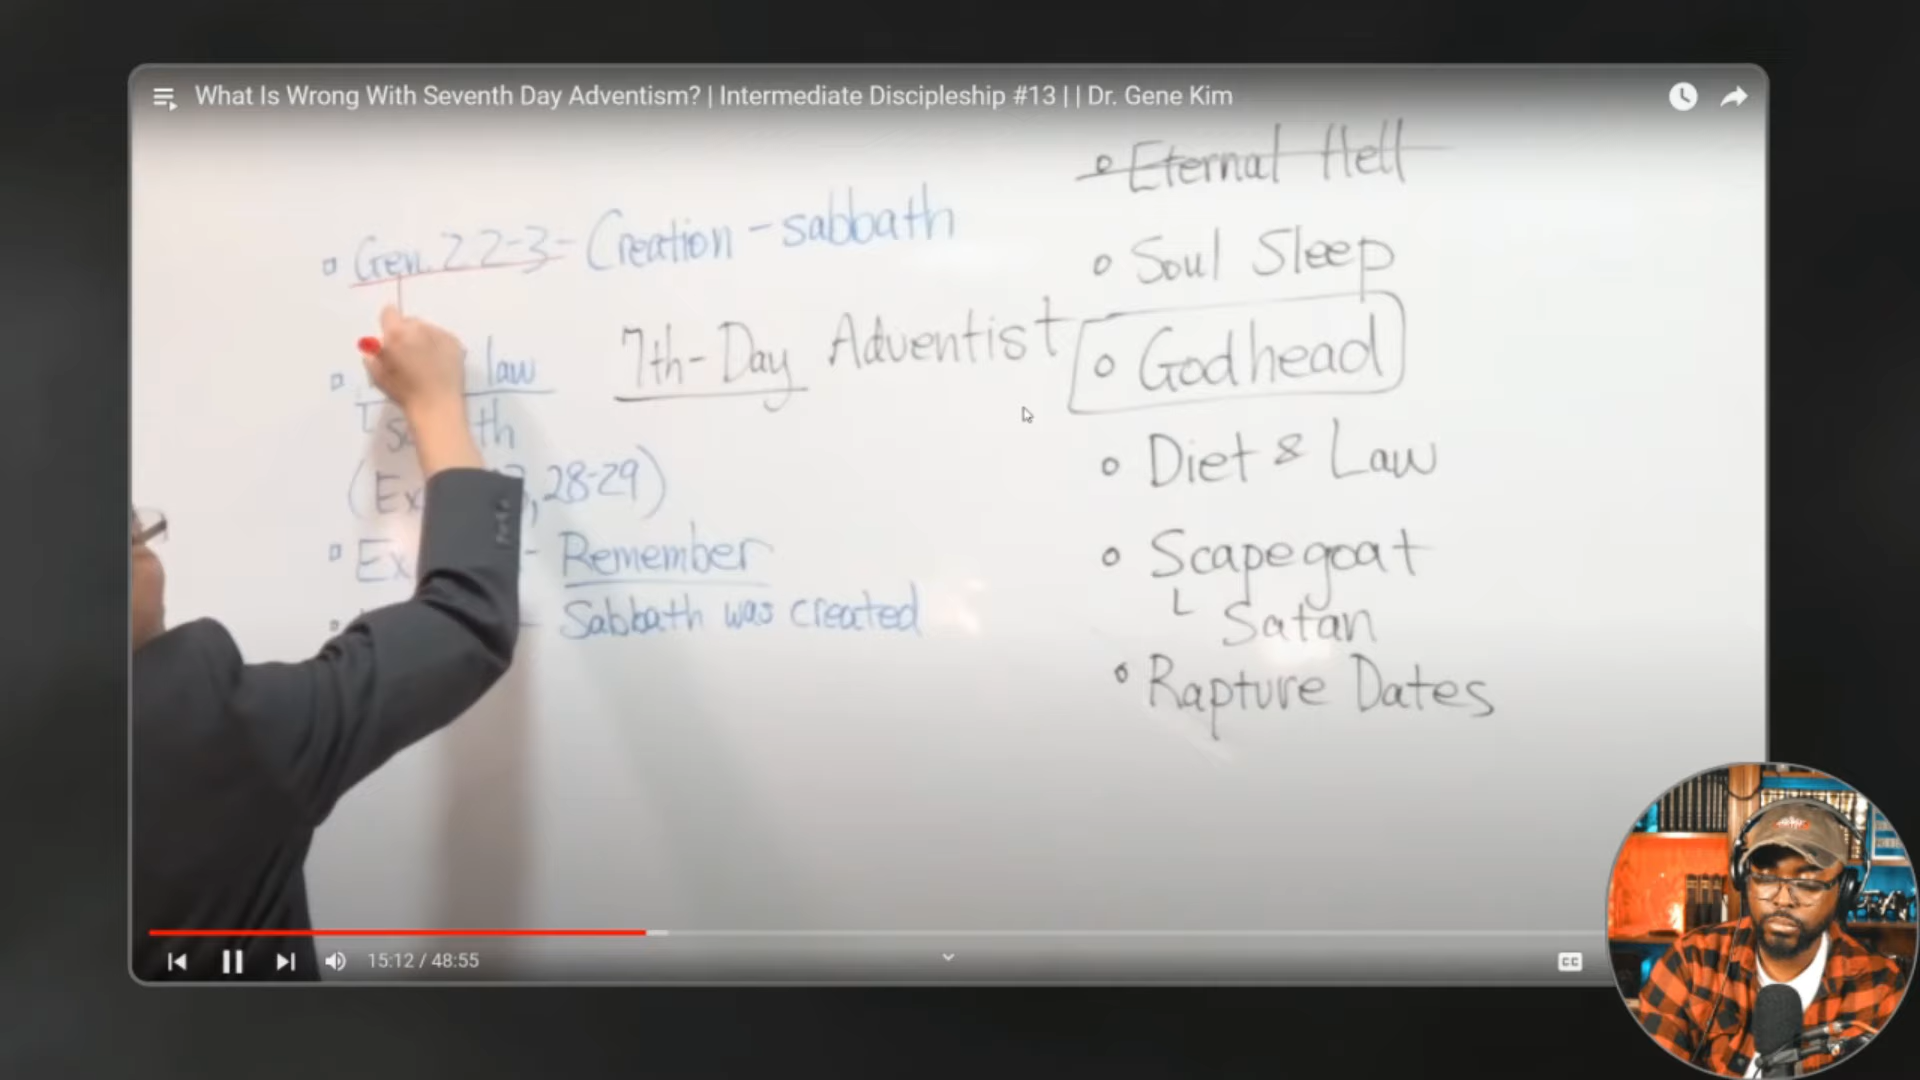 What Is Wrong With Seventh Day Adventism? | Intermediate Discipleship #13 | | Dr. Gene Kim
Gen. 2 2-3 - Creation - sabbath
law
(Ex , 28-29)
Ex - Remember
- Sabbath was created
7th-Day Adventist
Eternal Hell
Soul Sleep
Godhead
Diet & Law
Scapegoat
Satan
Rapture Dates
15:12 / 48:55
CC